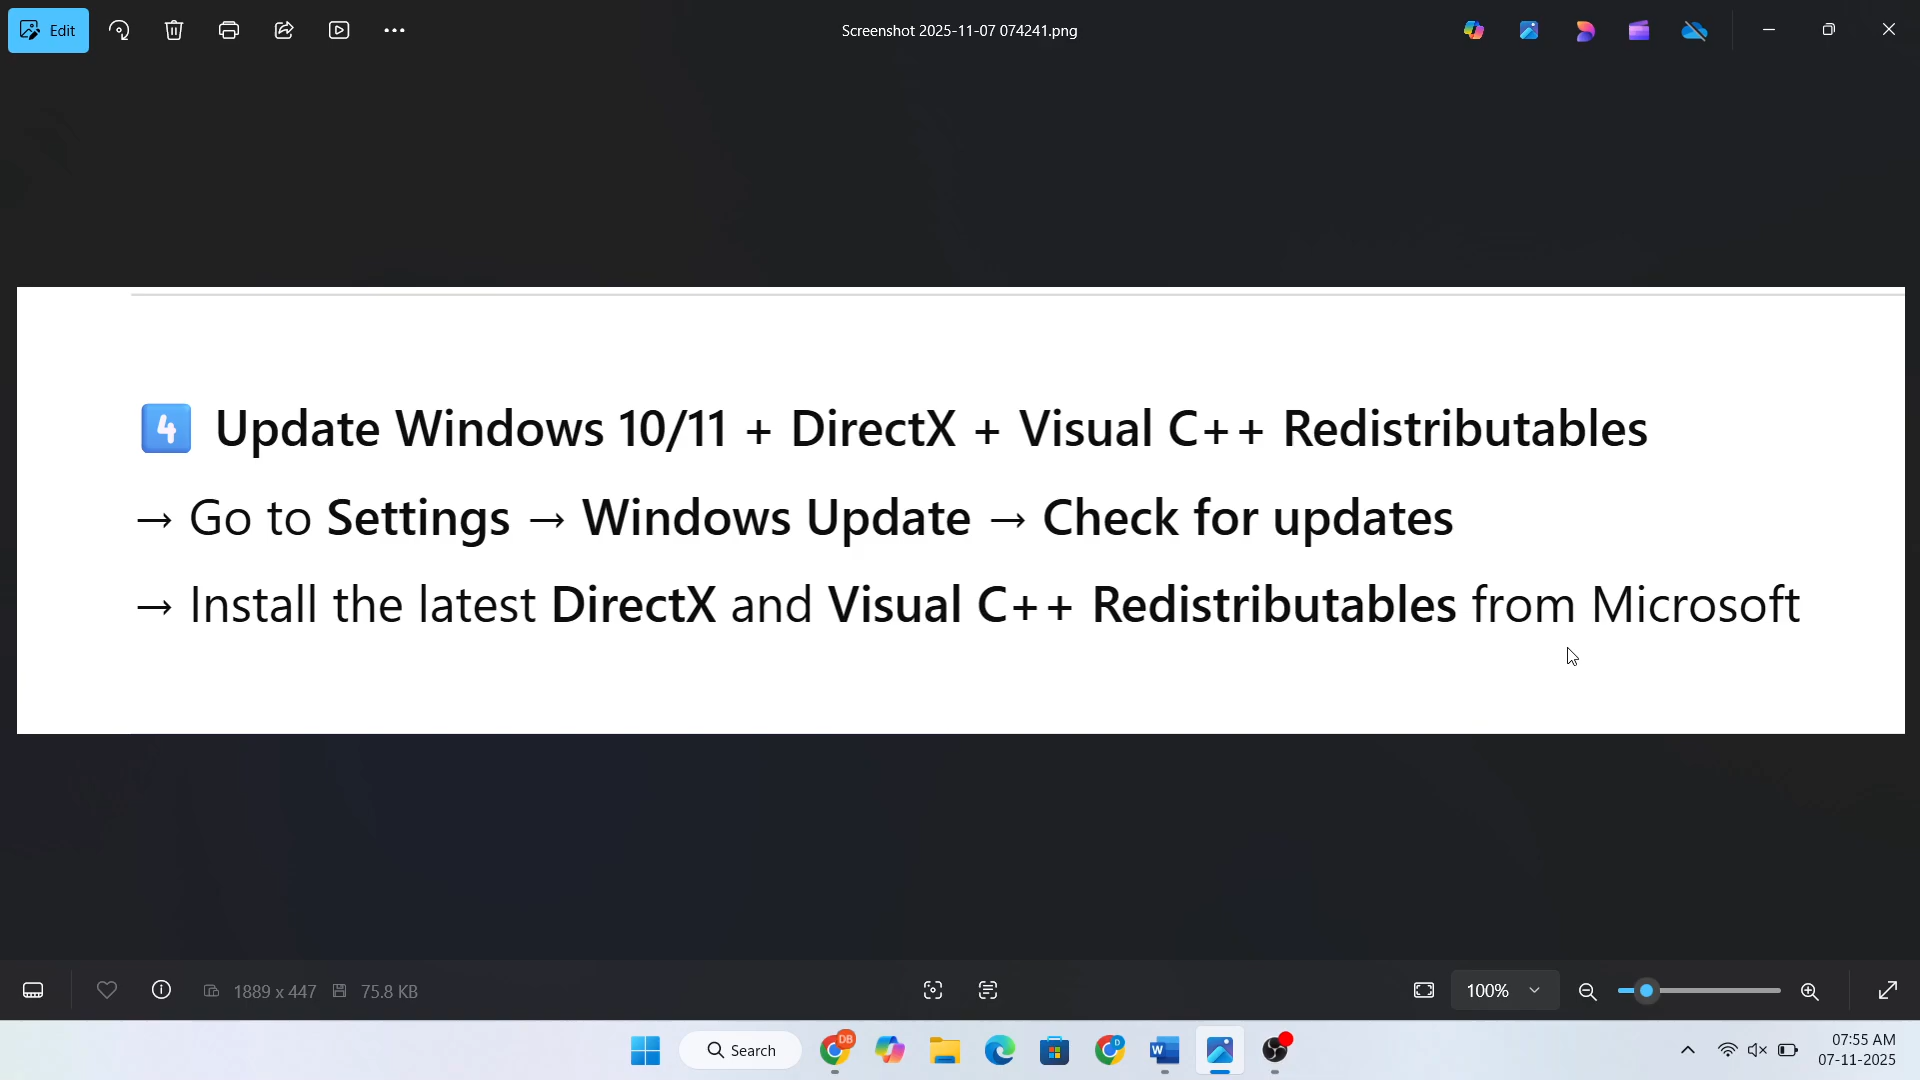 Edit
Screenshot 2025-11-07 074241.png
4 Update Windows 10/11 + DirectX + Visual C++ Redistributables
→ Go to Settings → Windows Update → Check for updates
→ Install the latest DirectX and Visual C++ Redistributables from Microsoft
1889 x 447 75.8 KB
100%
Search
DB
D
W
07:55 AM
07-11-2025